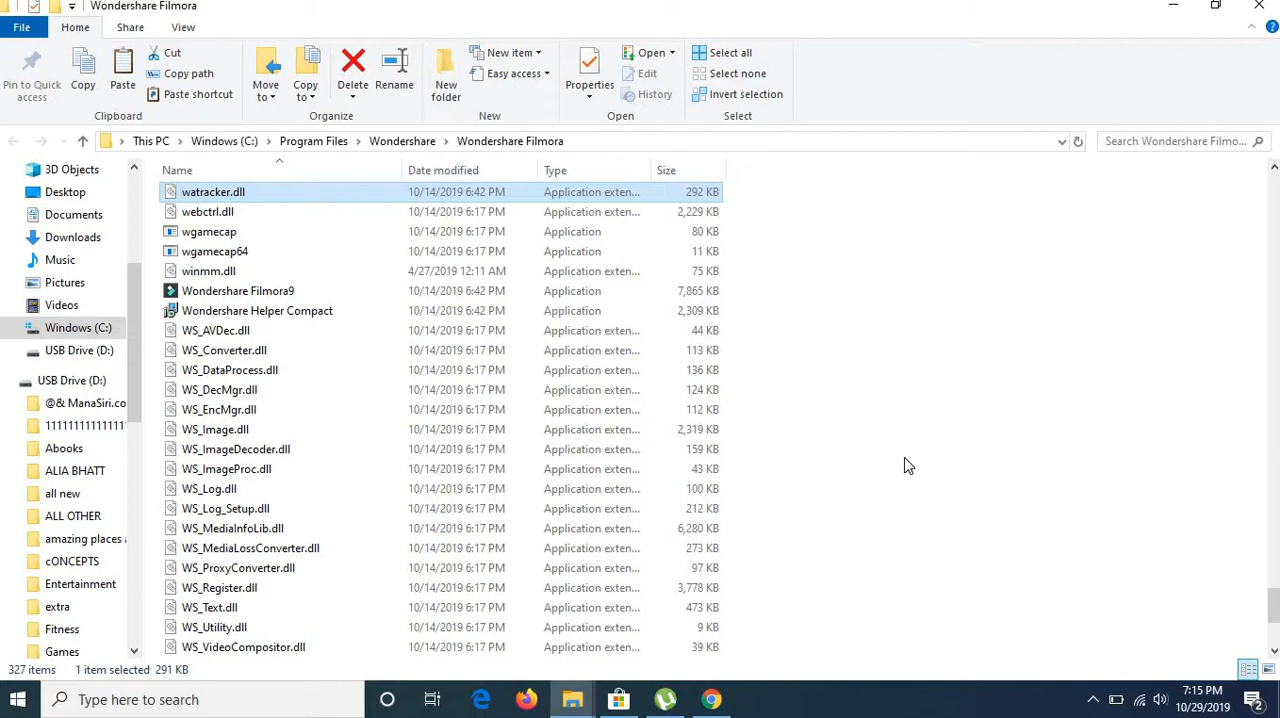 Wondershare Filmora
File Home Share View
Pin to Quick access
Copy
Paste
Cut
Copy path
Paste shortcut
Clipboard
Move to
Copy to
Delete
Rename
Organize
New folder
New item
Easy access
New
Properties
Open
Edit
History
Open
Select all
Select none
Invert selection
Select
This PC Windows (C:) Program Files Wondershare Wondershare Filmora
Search Wondershare Filmo...
3D Objects
Desktop
Documents
Downloads
Music
Pictures
Videos
Windows (C:)
USB Drive (D:)
USB Drive (D:)
@& ManaSiri.co
Abooks
ALIA BHATT
all new
ALL OTHER
amazing places a
cONCEPTS
Entertainment
extra
Fitness
Games
Name Date modified Type Size
watracker.dll 10/14/2019 6:42 PM Application exten... 292 KB
webctrl.dll 10/14/2019 6:17 PM Application exten... 2,229 KB
wgamecap 10/14/2019 6:17 PM Application 80 KB
wgamecap64 10/14/2019 6:17 PM Application 11 KB
winmm.dll 4/27/2019 12:11 AM Application exten... 75 KB
Wondershare Filmora9 10/14/2019 6:42 PM Application 7,865 KB
Wondershare Helper Compact 10/14/2019 6:42 PM Application 2,309 KB
WS_AVDec.dll 10/14/2019 6:17 PM Application exten... 44 KB
WS_Converter.dll 10/14/2019 6:17 PM Application exten... 113 KB
WS_DataProcess.dll 10/14/2019 6:17 PM Application exten... 136 KB
WS_DecMgr.dll 10/14/2019 6:17 PM Application exten... 124 KB
WS_EncMgr.dll 10/14/2019 6:17 PM Application exten... 112 KB
WS_Image.dll 10/14/2019 6:17 PM Application exten... 2,319 KB
WS_ImageDecoder.dll 10/14/2019 6:17 PM Application exten... 159 KB
WS_ImageProc.dll 10/14/2019 6:17 PM Application exten... 43 KB
WS_Log.dll 10/14/2019 6:17 PM Application exten... 100 KB
WS_Log_Setup.dll 10/14/2019 6:17 PM Application exten... 212 KB
WS_MediaInfoLib.dll 10/14/2019 6:17 PM Application exten... 6,280 KB
WS_MediaLossConverter.dll 10/14/2019 6:17 PM Application exten... 273 KB
WS_ProxyConverter.dll 10/14/2019 6:17 PM Application exten... 97 KB
WS_Register.dll 10/14/2019 6:17 PM Application exten... 3,778 KB
WS_Text.dll 10/14/2019 6:17 PM Application exten... 473 KB
WS_Utility.dll 10/14/2019 6:17 PM Application exten... 9 KB
WS_VideoCompositor.dll 10/14/2019 6:17 PM Application exten... 39 KB
327 items 1 item selected 291 KB
Type here to search
7:15 PM
10/29/2019
2